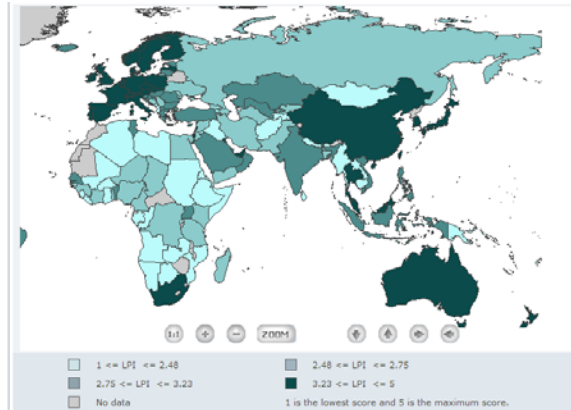 1:1 + − ZOOM
1 <= LPI <= 2.48
2.48 <= LPI <= 2.75
2.75 <= LPI <= 3.23
3.23 <= LPI <= 5
No data
1 is the lowest score and 5 is the maximum score.